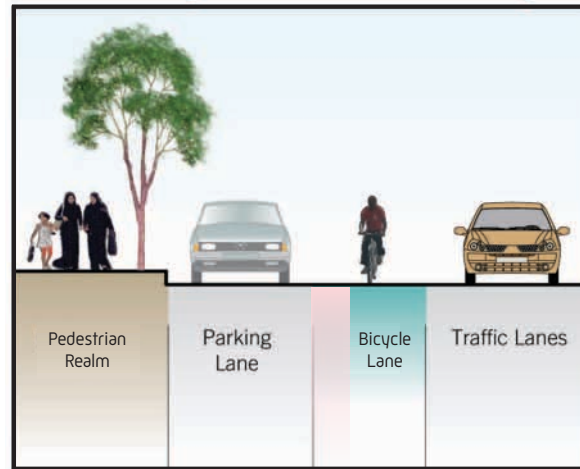 Pedestrian
Realm
Parking
Lane
Bicycle
Lane
Traffic Lanes